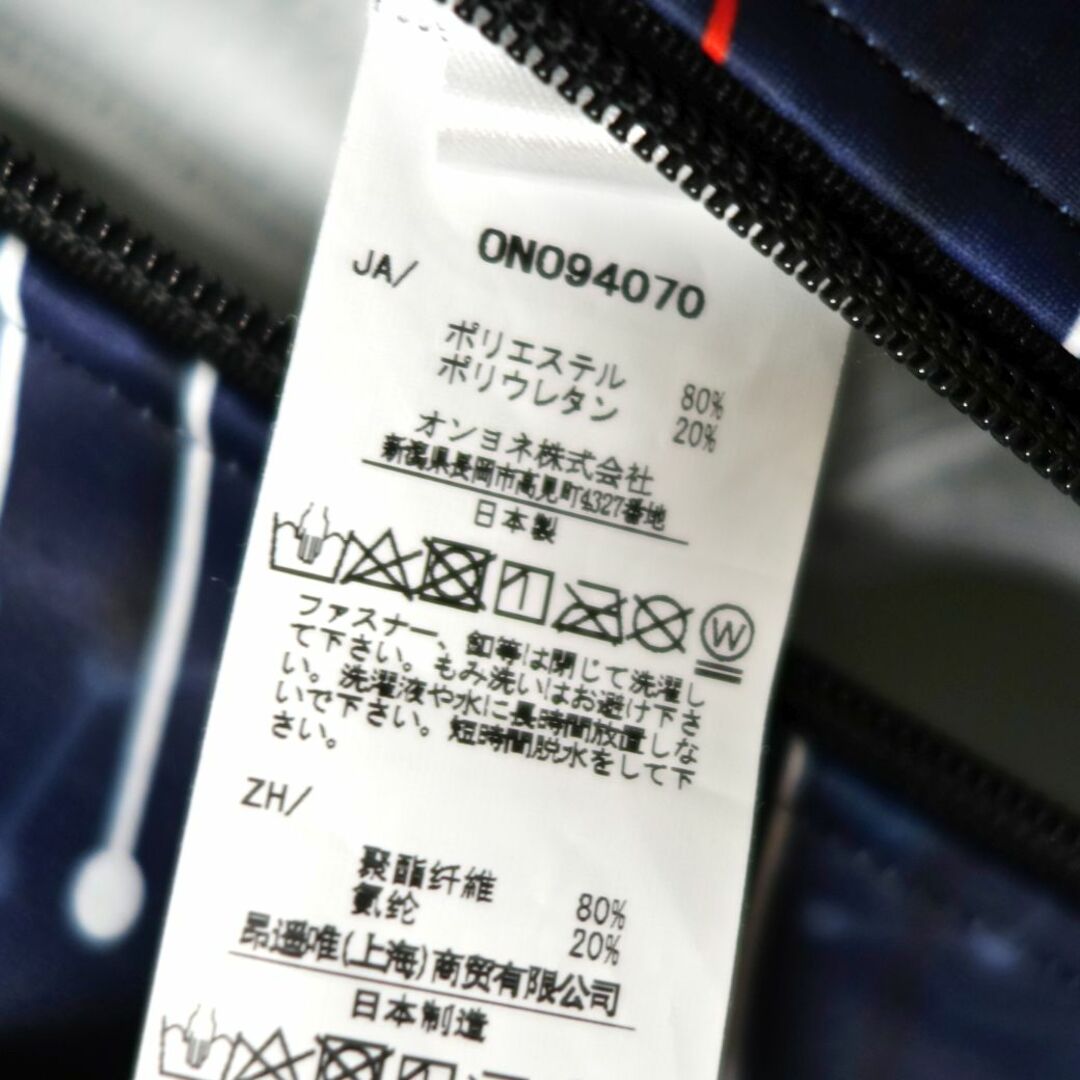 ONO94070
JA/
ポリエステル 80%
ポリウレタン 20%
オンヨネ株式会社
新潟県長岡市高見町4327番地
日本製
W
ファスナー、釦等は閉じて洗濯し
て下さい。もみ洗いはお避け下さ
い。洗濯液や水に長時間放置しな
いで下さい。短時間脱水をして下
さい。
ZH/
聚酯纤维 80%
氨纶 20%
昂遥唯(上海)商贸有限公司
日本制造